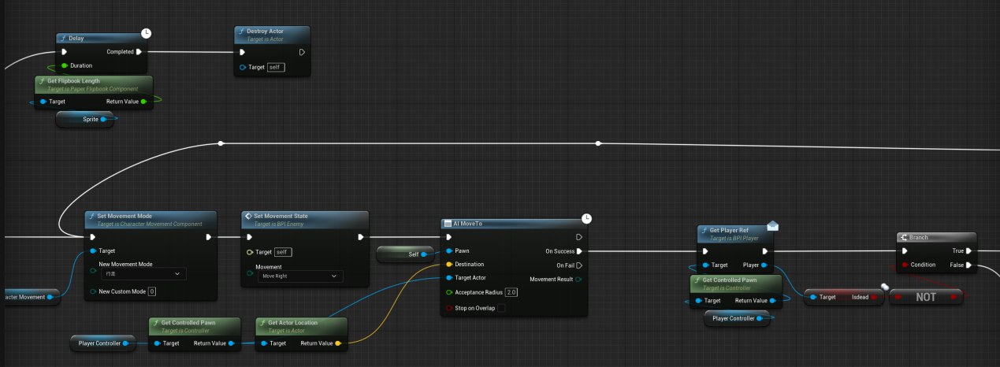 Delay
Completed
Duration
Get Flipbook Length
Target is Paper Flipbook Component
Target
Return Value
Sprite
Destroy Actor
Target is Actor
Target self
Set Movement Mode
Target is Character Movement Component
Target
New Movement Mode
行走
New Custom Mode 0
acter Movement
Set Movement State
Target is BPI Enemy
Target self
Movement
Move Right
Self
AI MoveTo
Pawn
On Success
Destination
On Fail
Target Actor
Movement Result
Acceptance Radius 2.0
Stop on Overlap
Player Controller
Get Controlled Pawn
Target is Controller
Target
Return Value
Get Actor Location
Target is Actor
Target
Return Value
Get Player Ref
Target is BPI Player
Target
Player
Get Controlled Pawn
Target is Controller
Target
Return Value
Player Controller
Target
Isdead
NOT
Branch
True
Condition
False